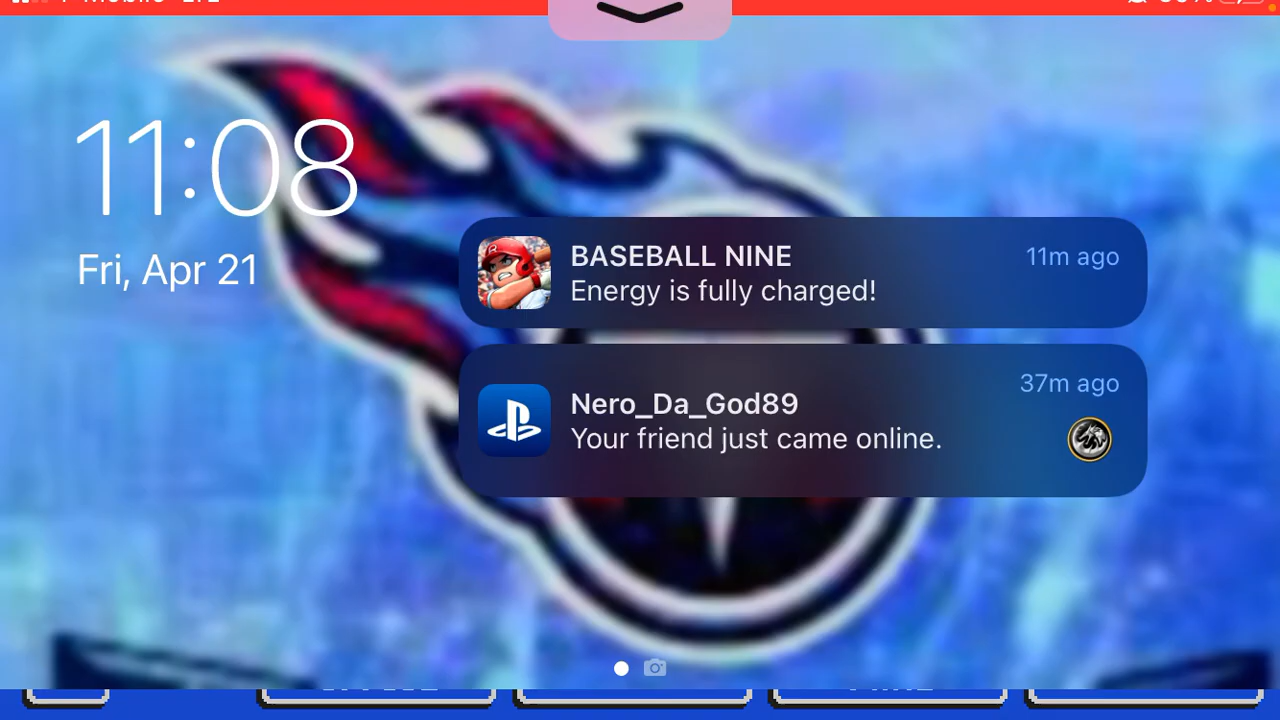 11:08
Fri, Apr 21
BASEBALL NINE
11m ago
Energy is fully charged!
37m ago
Nero_Da_God89
Your friend just came online.